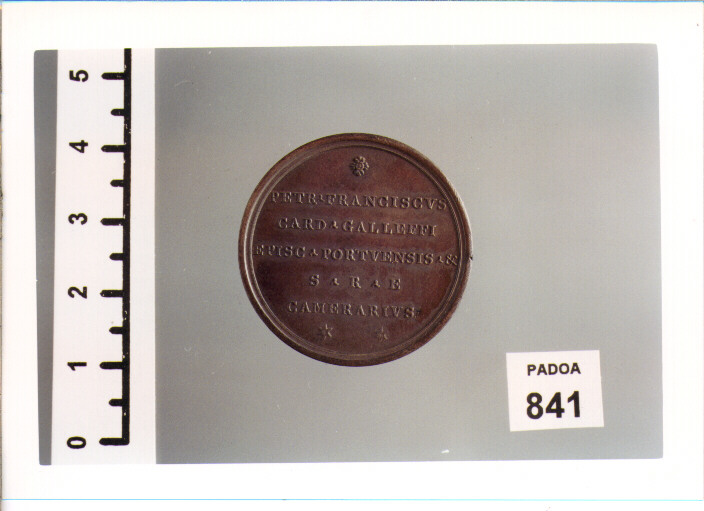 PETR▲FRANCISCVS
CARD▲GALLEFFI
EPISC▲PORTVENSIS▲&
S▲R▲E
CAMERARIVS
5
4
3
2
1
0
PADOA
841